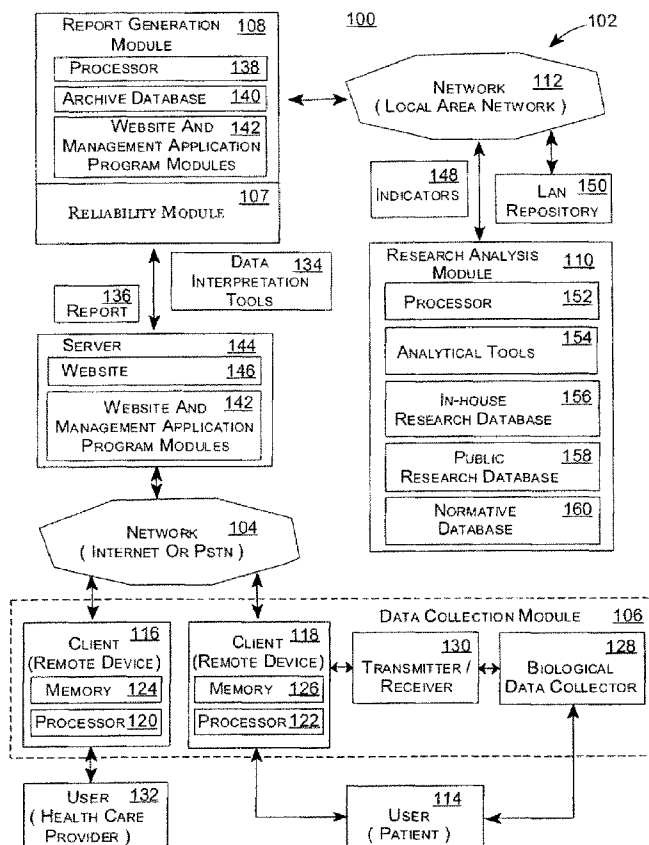 100
102
REPORT GENERATION 108
MODULE
PROCESSOR 138
ARCHIVE DATABASE 140
WEBSITE AND 142
MANAGEMENT APPLICATION
PROGRAM MODULES
RELIABILITY MODULE 107
NETWORK 112
( LOCAL AREA NETWORK )
148
INDICATORS
LAN 150
REPOSITORY
DATA 134
INTERPRETATION
TOOLS
136
REPORT
RESEARCH ANALYSIS
MODULE 110
PROCESSOR 152
ANALYTICAL TOOLS 154
IN-HOUSE 156
RESEARCH DATABASE
PUBLIC 158
RESEARCH DATABASE
NORMATIVE 160
DATABASE
SERVER 144
WEBSITE 146
WEBSITE AND 142
MANAGEMENT APPLICATION
PROGRAM MODULES
NETWORK 104
( INTERNET OR PSTN )
DATA COLLECTION MODULE 106
CLIENT 116
(REMOTE DEVICE)
MEMORY 124
PROCESSOR 120
CLIENT 118
(REMOTE DEVICE)
MEMORY 126
PROCESSOR 122
130
TRANSMITTER /
RECEIVER
128
BIOLOGICAL
DATA COLLECTOR
USER 132
( HEALTH CARE
PROVIDER )
USER 114
( PATIENT )